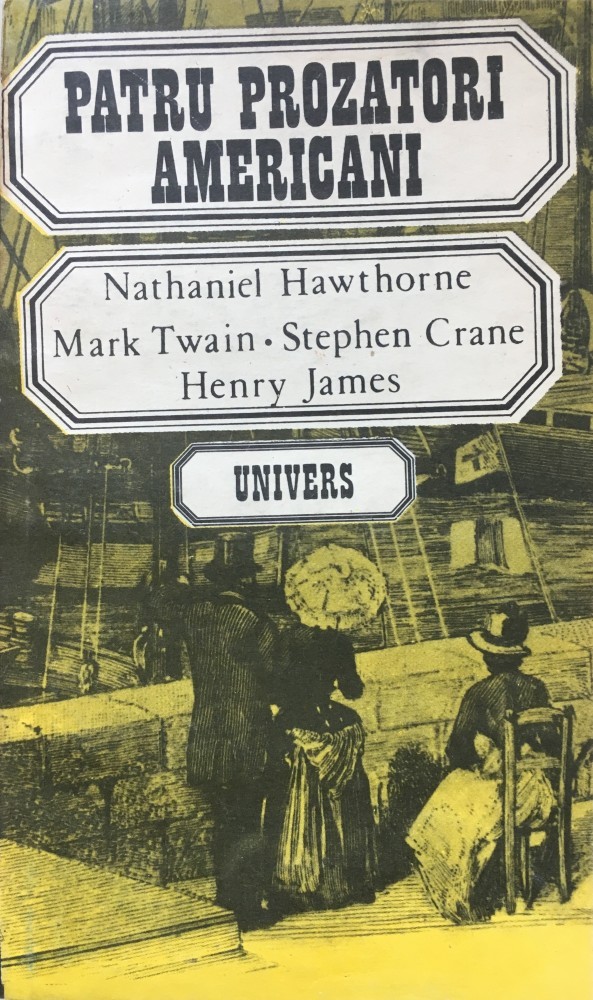 PATRU PROZATORI
AMERICANI
Nathaniel Hawthorne
Mark Twain • Stephen Crane
Henry James
UNIVERS